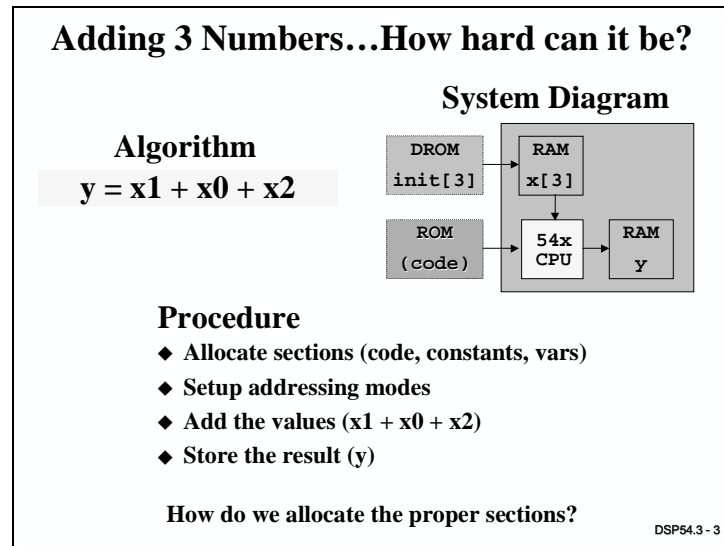 Adding 3 Numbers…How hard can it be?
System Diagram
Algorithm
y = x1 + x0 + x2
DROM
init[3]
RAM
x[3]
ROM
(code)
54x
CPU
RAM
y
Procedure
◆ Allocate sections (code, constants, vars)
◆ Setup addressing modes
◆ Add the values (x1 + x0 + x2)
◆ Store the result (y)
How do we allocate the proper sections?
DSP54.3 - 3